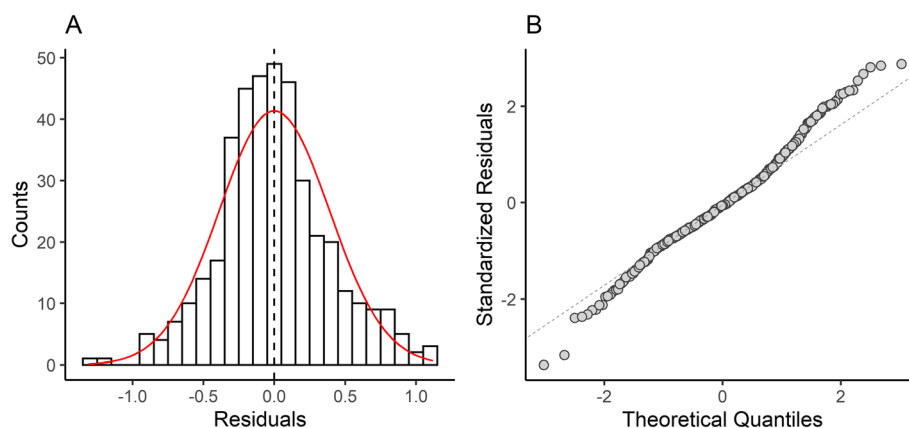 A
50
40
30
20
10
0
Counts
-1.0
-0.5
0.0
0.5
1.0
Residuals
B
2
0
-2
Standardized Residuals
-2
0
2
Theoretical Quantiles